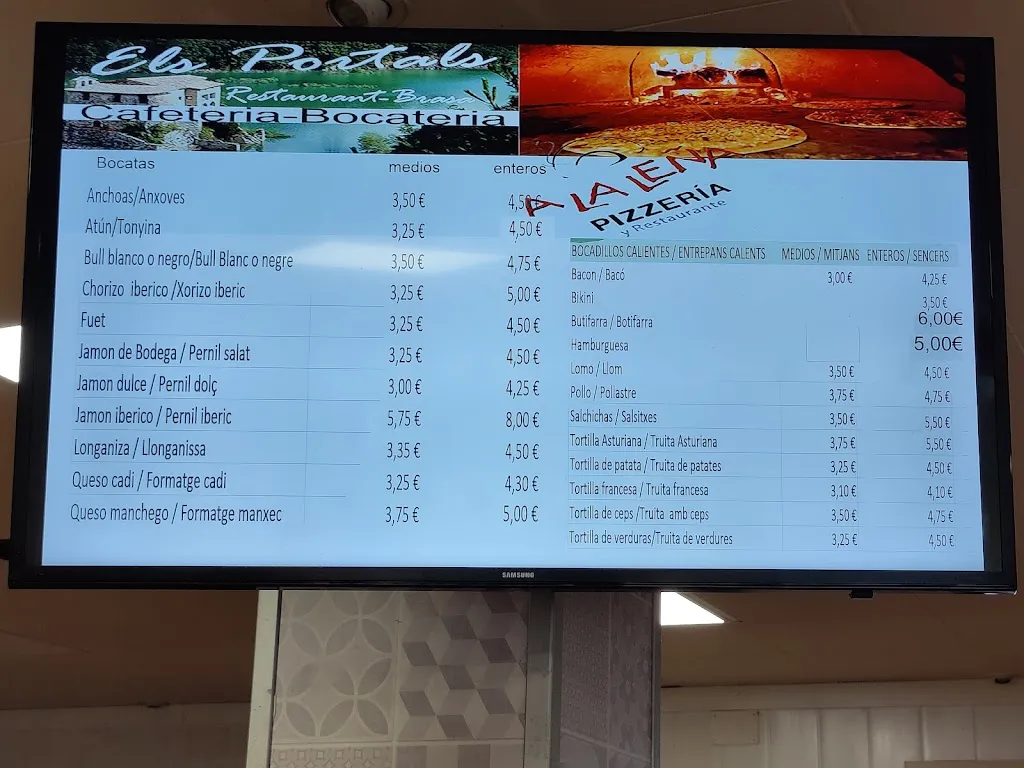 Els Portals
Restaurant-Brasa
Cafeteria-Bocateria
A LA LEÑA
PIZZERÍA
y Restaurante
Bocatas medios enteros
Anchoas/Anxoves 3,50 € 4,50
Atún/Tonyina 3,25 € 4,50 €
Bull blanco o negro/Bull Blanc o negre 3,50 € 4,75 €
Chorizo iberico /Xorizo iberic 3,25 € 5,00 €
Fuet 3,25 € 4,50 €
Jamon de Bodega / Pernil salat 3,25 € 4,50 €
Jamon dulce / Pernil dolç 3,00 € 4,25 €
Jamon iberico / Pernil iberic 5,75 € 8,00 €
Longaniza / Llonganissa 3,35 € 4,50 €
Queso cadi / Formatge cadi 3,25 € 4,30 €
Queso manchego / Formatge manxec 3,75 € 5,00 €
BOCADILLOS CALIENTES / ENTREPANS CALENTS MEDIOS / MITJANS ENTEROS / SENCERS
Bacon / Bacó 3,00 € 4,25 €
Bikini 3,50 €
Butifarra / Botifarra 6,00€
Hamburguesa 5,00€
Lomo / Llom 3,50 € 4,50 €
Pollo / Poliastre 3,75 € 4,75 €
Salchichas / Salsitxes 3,50 € 5,50 €
Tortilla Asturiana / Truita Asturiana 3,75 € 5,50 €
Tortilla de patata / Truita de patates 3,25 € 4,50 €
Tortilla francesa / Truita francesa 3,10 € 4,10 €
Tortilla de ceps /Truita amb ceps 3,50 € 4,75 €
Tortilla de verduras/Truita de verdures 3,25 € 4,50 €
SAMSUNG